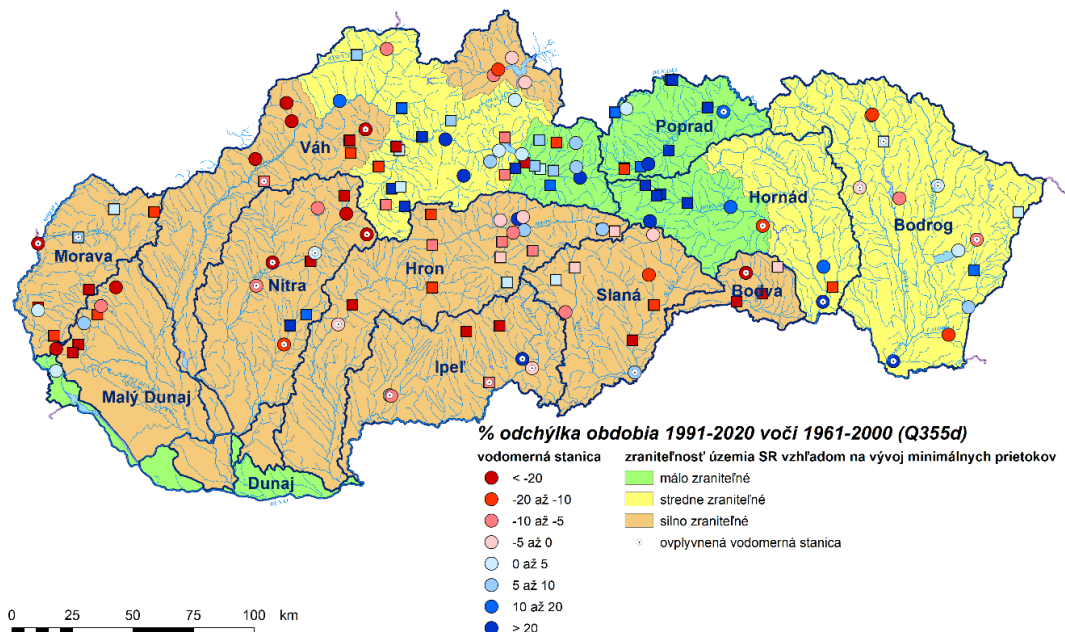 Poprad
Váh
Hornád
Bodrog
Morava
Hron
Nitra
Slaná
Bodva
Ipeľ
Malý Dunaj
Dunaj
% odchýlka obdobia 1991-2020 voči 1961-2000 (Q355d)
vodomerná stanica
zraniteľnosť územia SR vzhľadom na vývoj minimálnych prietokov
< -20
málo zraniteľné
-20 až -10
stredne zraniteľné
-10 až -5
silno zraniteľné
-5 až 0
ovplyvnená vodomerná stanica
0 až 5
5 až 10
10 až 20
> 20
0 25 50 75 100 km